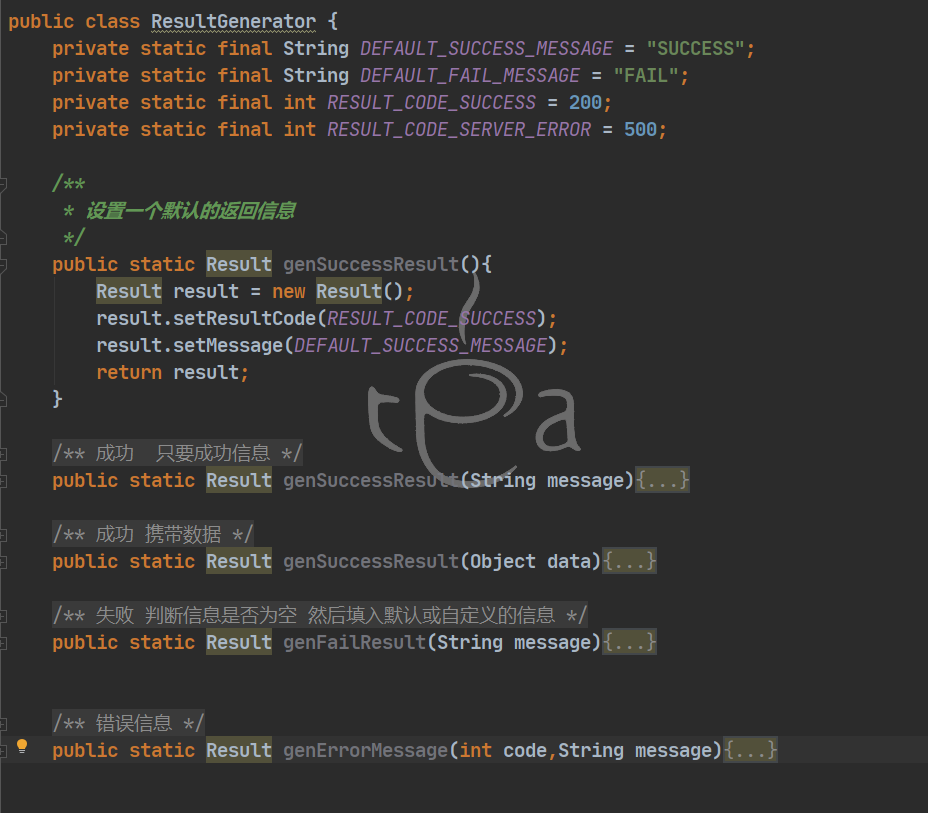 public class ResultGenerator {
    private static final String DEFAULT_SUCCESS_MESSAGE = "SUCCESS";
    private static final String DEFAULT_FAIL_MESSAGE = "FAIL";
    private static final int RESULT_CODE_SUCCESS = 200;
    private static final int RESULT_CODE_SERVER_ERROR = 500;
    /**
     * 设置一个默认的返回信息
     */
    public static Result genSuccessResult(){
        Result result = new Result();
        result.setResultCode(RESULT_CODE_SUCCESS);
        result.setMessage(DEFAULT_SUCCESS_MESSAGE);
        return result;
    }
tea
    /** 成功  只要成功信息 */
    public static Result genSuccessResult(String message){...}
    /** 成功 携带数据 */
    public static Result genSuccessResult(Object data){...}
    /** 失败 判断信息是否为空 然后填入默认或自定义的信息 */
    public static Result genFailResult(String message){...}
    /** 错误信息 */
    public static Result genErrorMessage(int code,String message){...}